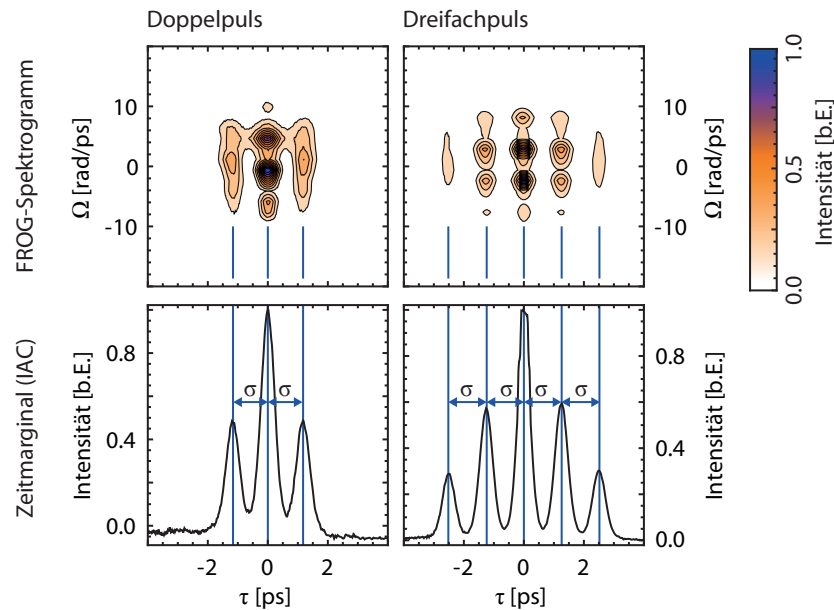 Doppelpuls
Dreifachpuls
FROG-Spektrogramm
Ω [rad/ps]
10
0
-10
10
0
-10
Ω [rad/ps]
1.0
0.5
0.0
Intensität [b.E.]
Zeitmarginal (IAC)
Intensität [b.E.]
0.8
0.4
0.0
σ σ
σ σ σ σ
0.8
0.4
0.0
Intensität [b.E.]
-2 0 2
-2 0 2
τ [ps]
τ [ps]